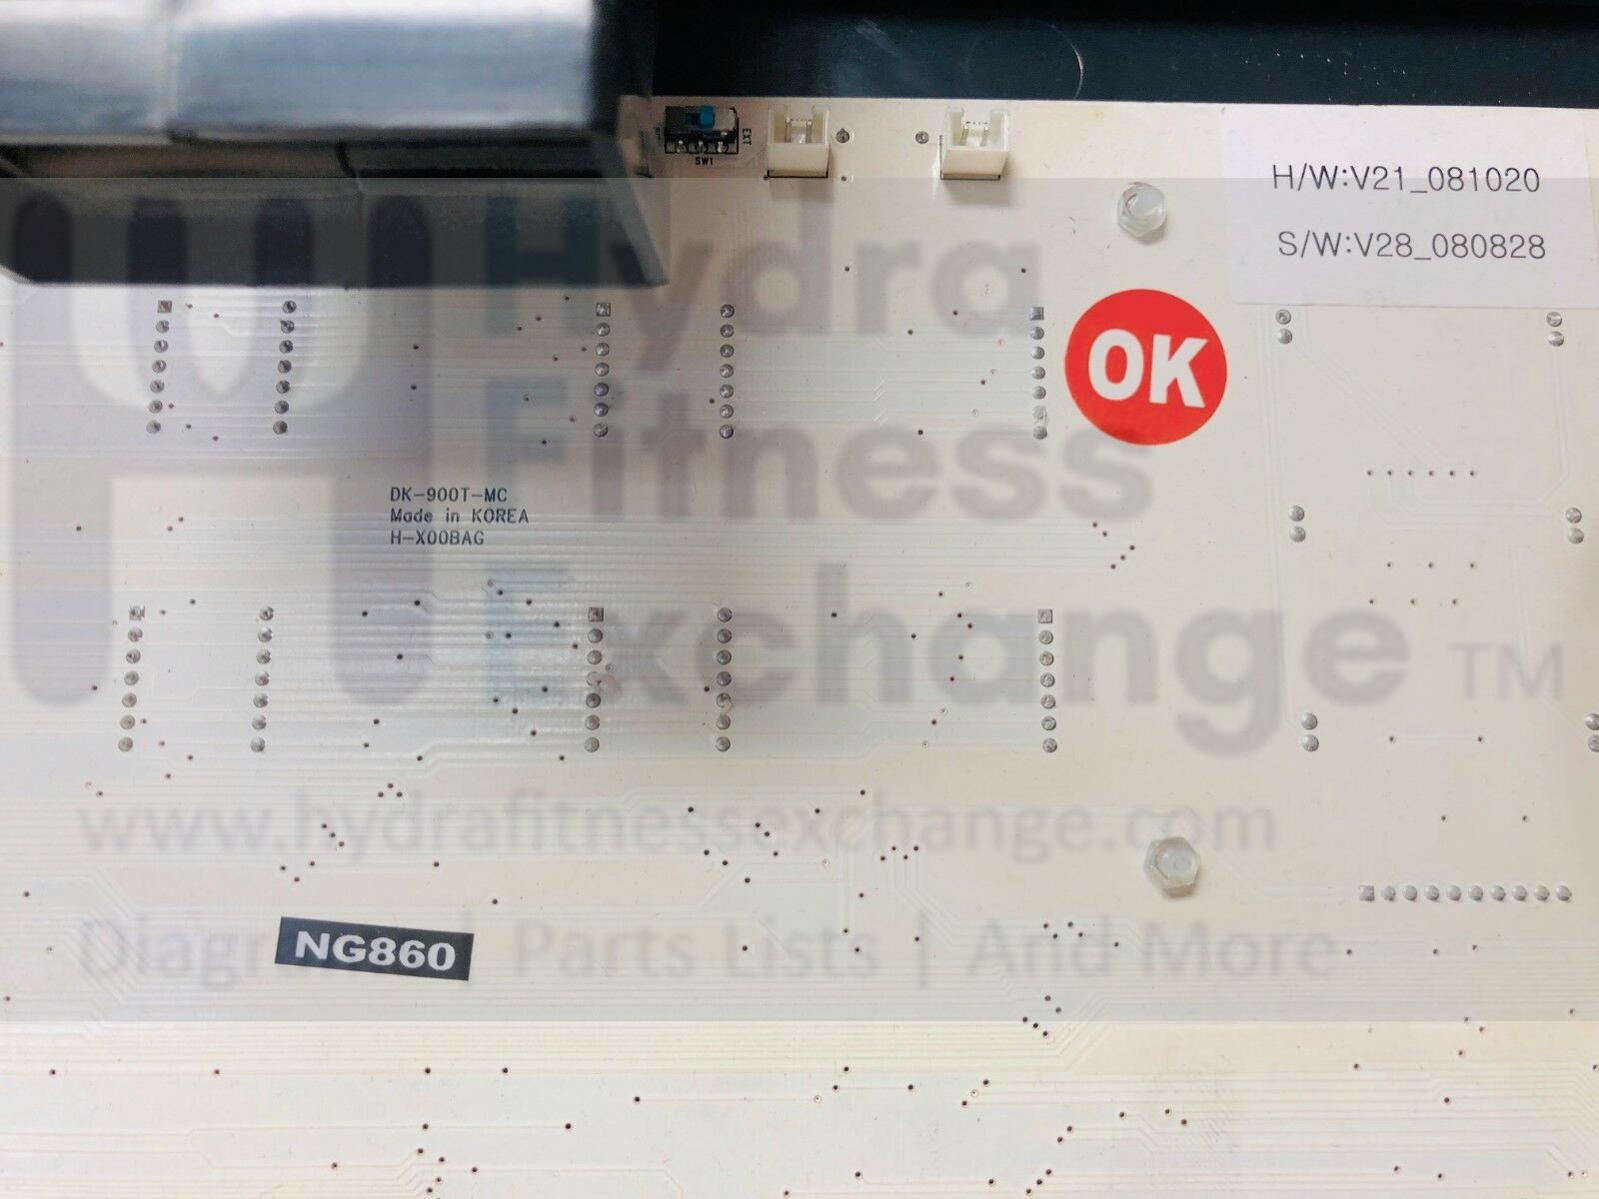 EXT
SW1
H/W:V21_081020
S/W:V28_080828
OK
Hydra
Fitness
Exchange TM
DK-900T-MC
Made in KOREA
H-X00BAG
www.hydrafitnessexchange.com
NG860
Parts Lists | And More